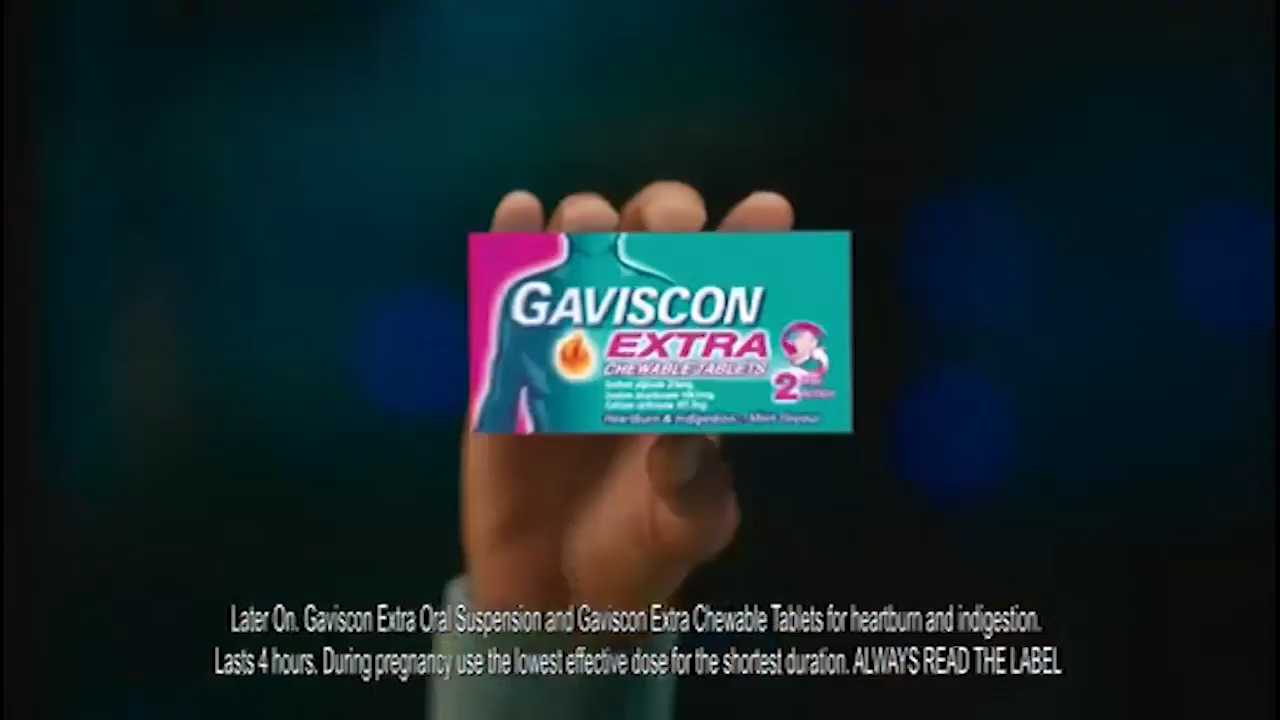 GAVISCON
EXTRA
CHEWABLE TABLETS
2
Heartburn & Indigestion
Later On. Gaviscon Extra Oral Suspension and Gaviscon Extra Chewable Tablets for heartburn and indigestion.
Lasts 4 hours. During pregnancy use the lowest effective dose for the shortest duration. ALWAYS READ THE LABEL